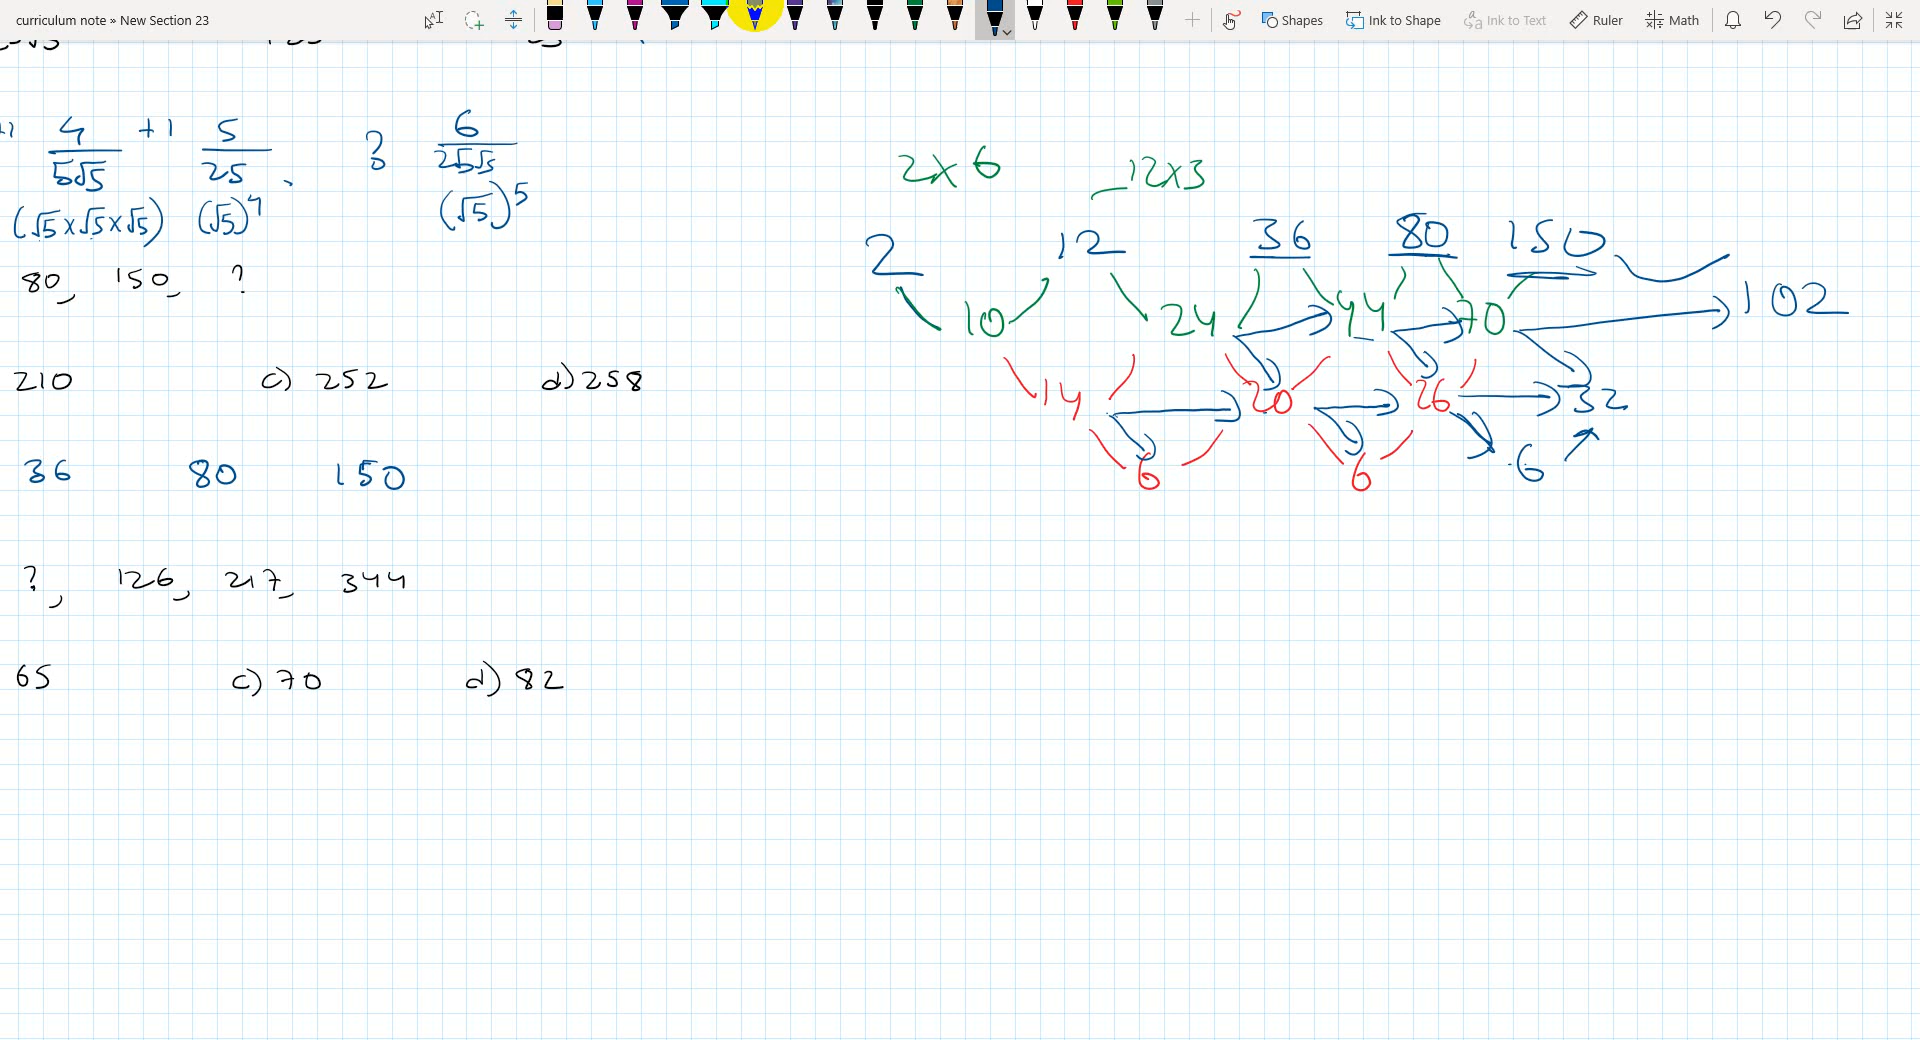 curriculum note » New Section 23
Shapes Ink to Shape Ink to Text Ruler Math
+1 4/5√5 +1 5/25, ? 6/25√5
(√5×√5×√5) (√5)^4 (√5)^5
80, 150, ?
210 c) 252 d) 258
36 80 150
?, 126, 217, 344
65 c) 70 d) 82
2×6 12×3
2 12 36 80 150
10 24 44 70 102
14 20 26 32
6 6 6